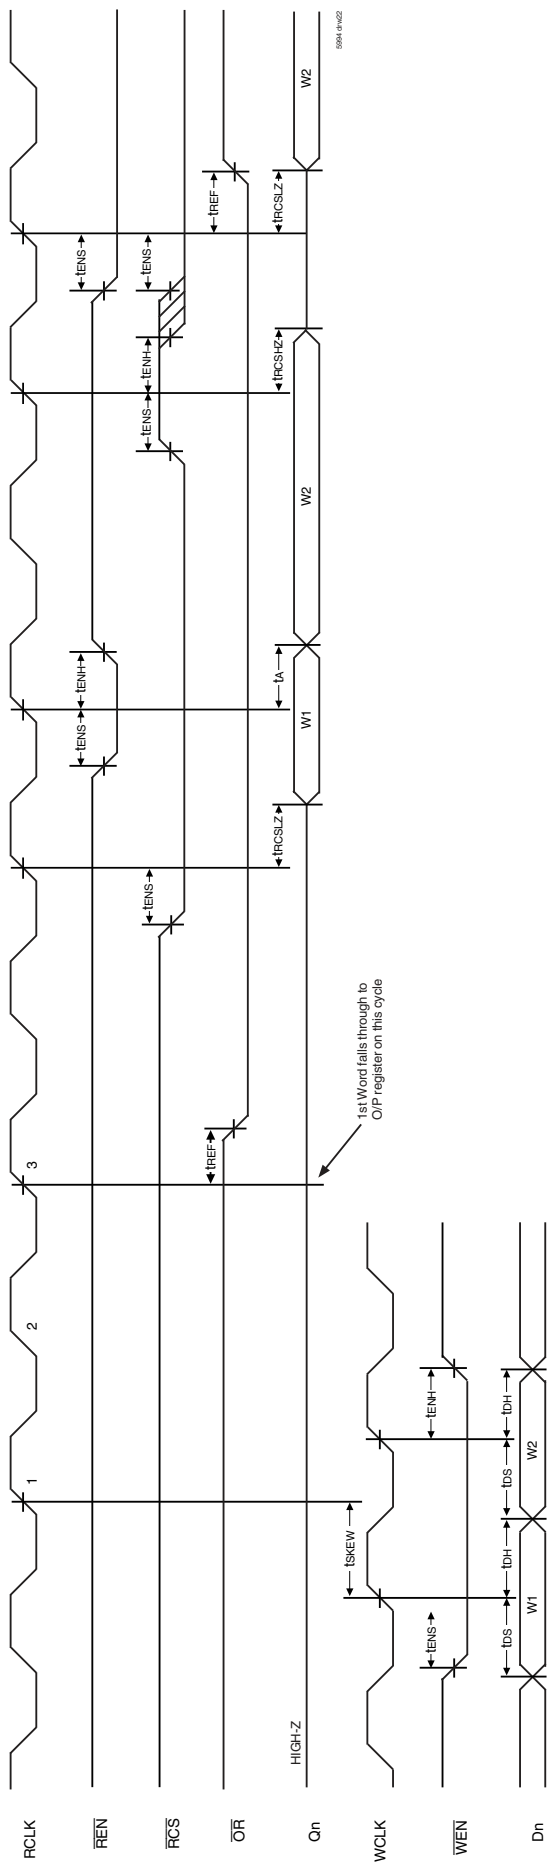 RCLK
1
2
3
REN
tENS
tENH
tENS
RCS
tENS
tENS
tENH
tENS
OR
tREF
tREF
Qn
HIGH-Z
tRCSLZ
W1
tA
W2
tRCSHZ
tRCSLZ
W2
5994 drw22
1st Word falls through to
O/P register on this cycle
tSKEW
WCLK
WEN
tENS
tENH
tDS
tDH
tDS
tDH
Dn
W1
W2